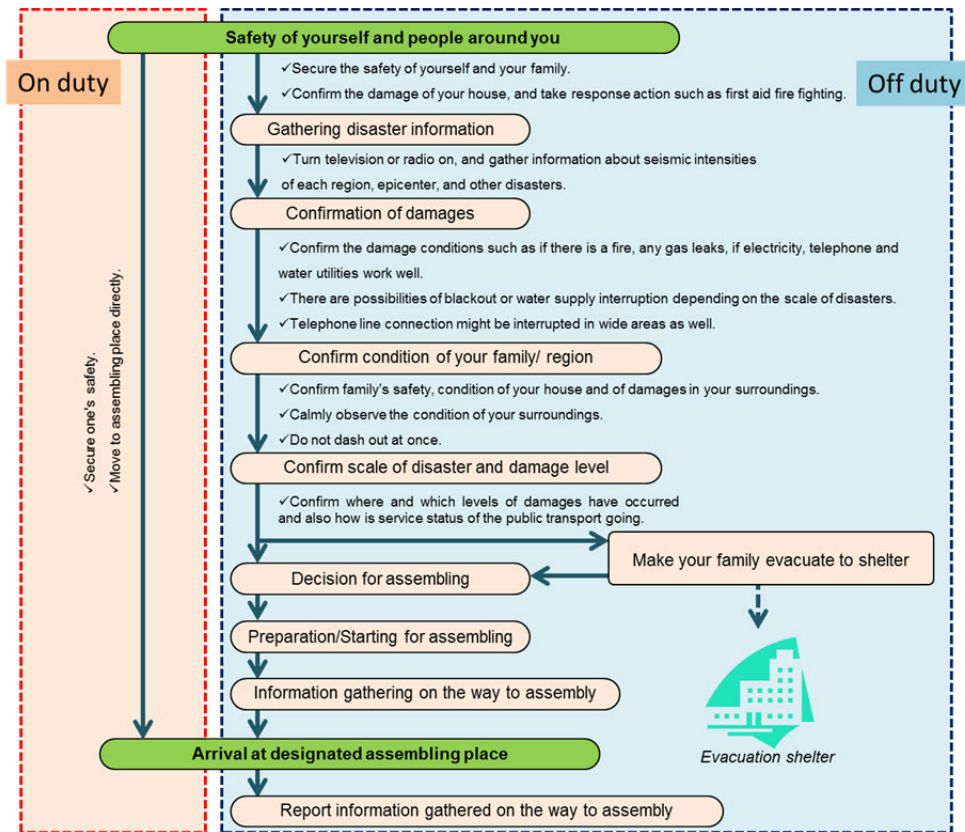 Safety of yourself and people around you
On duty
Off duty
✓Secure the safety of yourself and your family.
✓Confirm the damage of your house, and take response action such as first aid fire fighting.
Gathering disaster information
✓Turn television or radio on, and gather information about seismic intensities
of each region, epicenter, and other disasters.
Confirmation of damages
✓Confirm the damage conditions such as if there is a fire, any gas leaks, if electricity, telephone and
water utilities work well.
✓There are possibilities of blackout or water supply interruption depending on the scale of disasters.
✓Telephone line connection might be interrupted in wide areas as well.
✓Secure one's safety.
✓Move to assembling place directly.
Confirm condition of your family/ region
✓Confirm family's safety, condition of your house and of damages in your surroundings.
✓Calmly observe the condition of your surroundings.
✓Do not dash out at once.
Confirm scale of disaster and damage level
✓Confirm where and which levels of damages have occurred
and also how is service status of the public transport going.
Make your family evacuate to shelter
Decision for assembling
Preparation/Starting for assembling
Information gathering on the way to assembly
Evacuation shelter
Arrival at designated assembling place
Report information gathered on the way to assembly